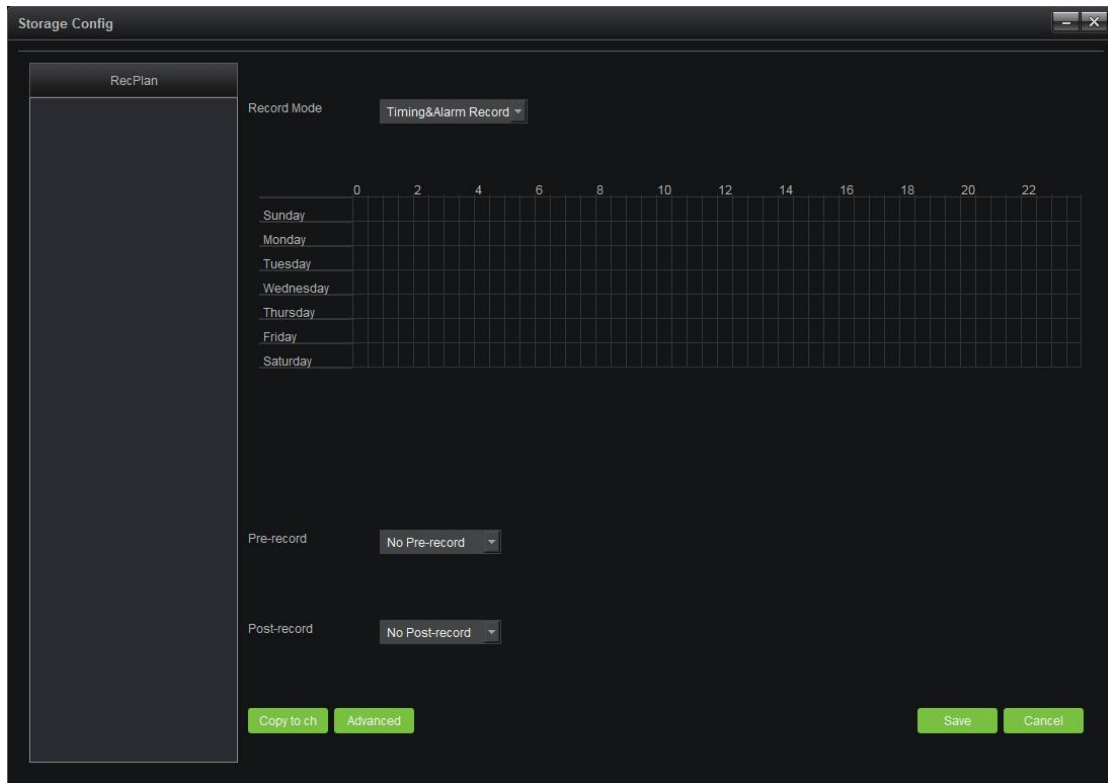 Storage Config
RecPlan
Record Mode
Timing&Alarm Record
0 2 4 6 8 10 12 14 16 18 20 22
Sunday
Monday
Tuesday
Wednesday
Thursday
Friday
Saturday
Pre-record
No Pre-record
Post-record
No Post-record
Copy to ch Advanced Save Cancel